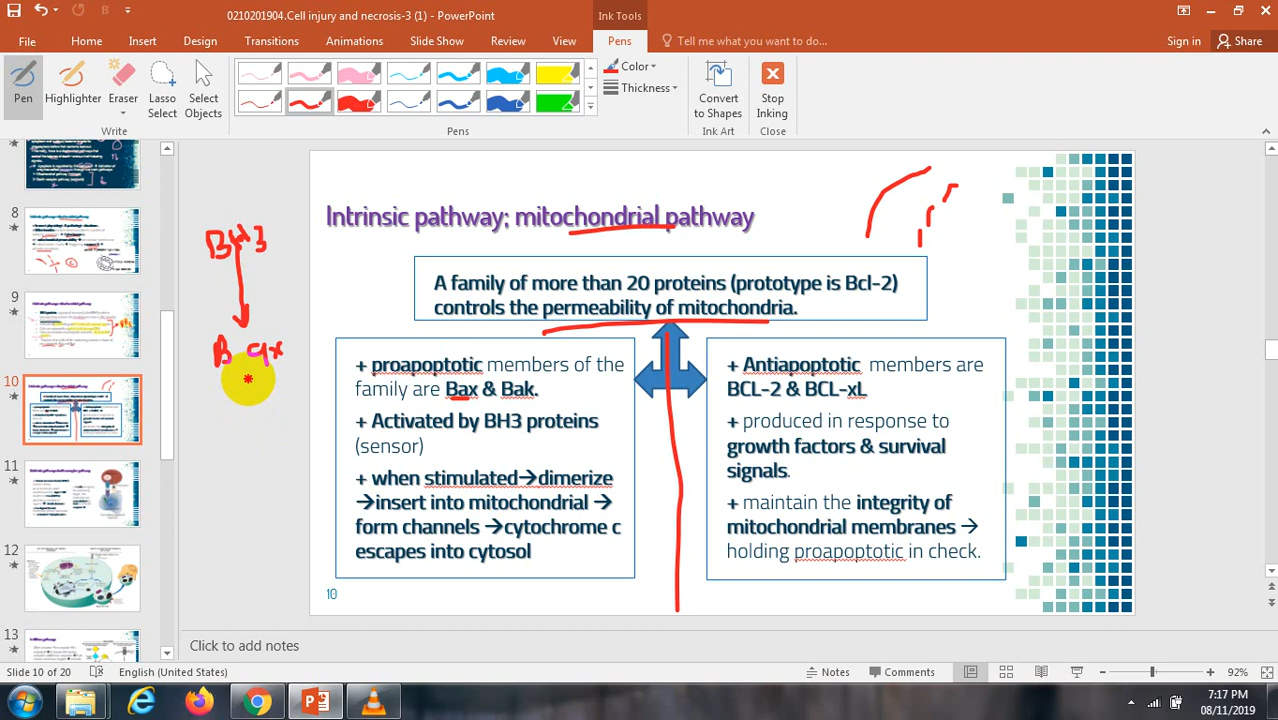 0210201904.Cell injury and necrosis-3 (1) - PowerPoint
Ink Tools
File
Home
Insert
Design
Transitions
Animations
Slide Show
Review
View
Pens
Tell me what you want to do...
Sign in
Share
Pen
Highlighter
Eraser
Lasso
Select
Select
Objects
Color
Thickness
Convert
to Shapes
Stop
Inking
Write
Pens
Ink Art
Close
8
9
10
11
12
13
BH3
Bax
Intrinsic pathway: mitochondrial pathway
A family of more than 20 proteins (prototype is Bcl-2)
controls the permeability of mitochondria.
+ proapoptotic members of the
family are Bax & Bak.
+ Activated by BH3 proteins
(sensor)
+ when stimulated→dimerize
→insert into mitochondrial →
form channels →cytochrome c
escapes into cytosol
+ Antiapoptotic members are
BCL-2 & BCL-xL
+ produced in response to
growth factors & survival
signals.
+ maintain the integrity of
mitochondrial membranes →
holding proapoptotic in check.
10
Click to add notes
Slide 10 of 20
English (United States)
Notes
Comments
92%
7:17 PM
08/11/2019